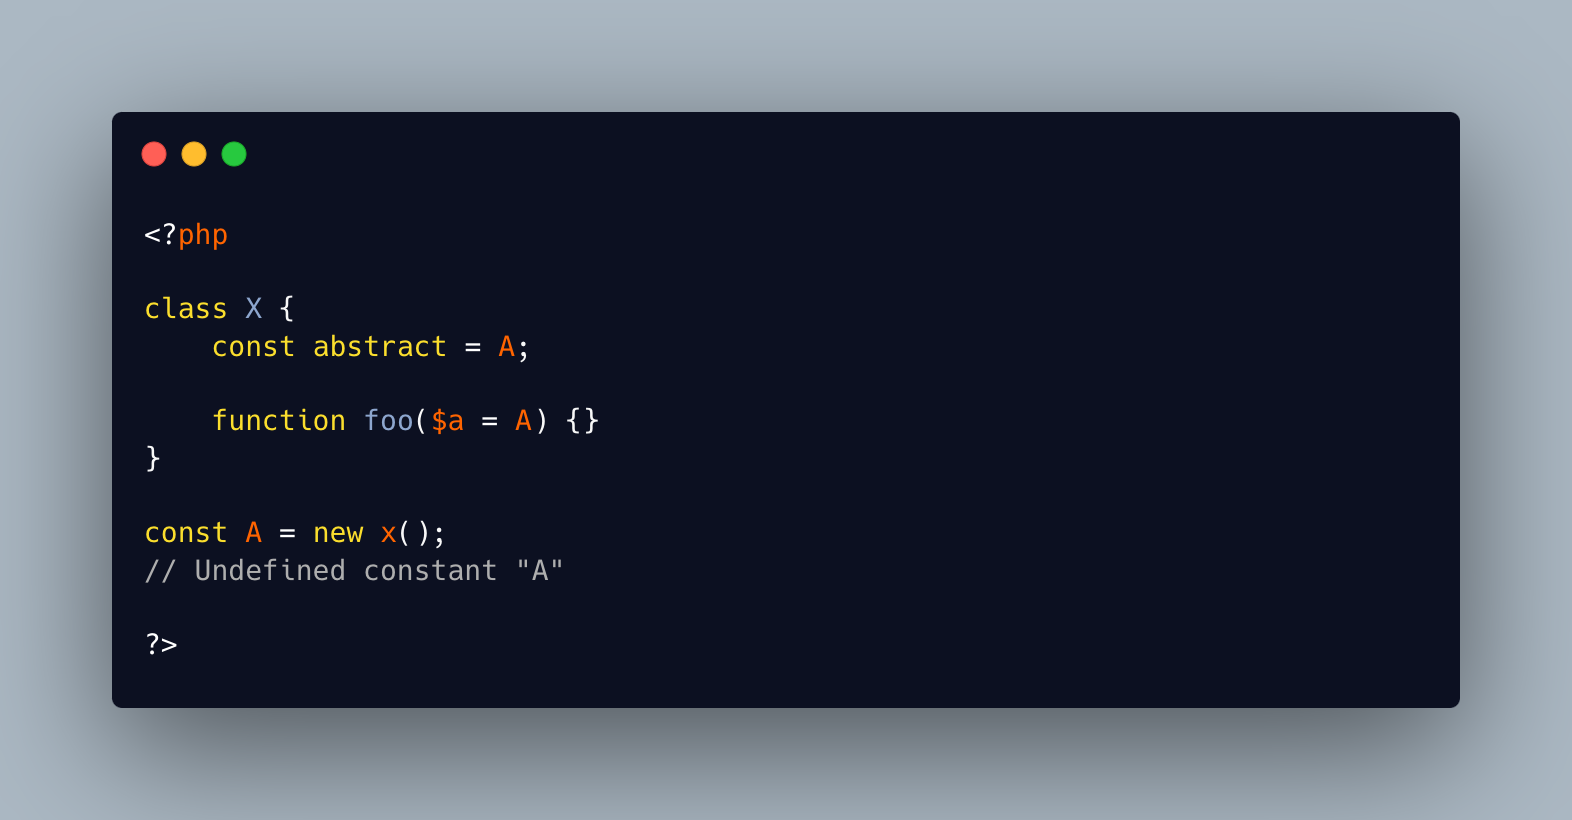 <?php
class X {
    const abstract = A;
    function foo($a = A) {}
}
const A = new x();
// Undefined constant "A"
?>